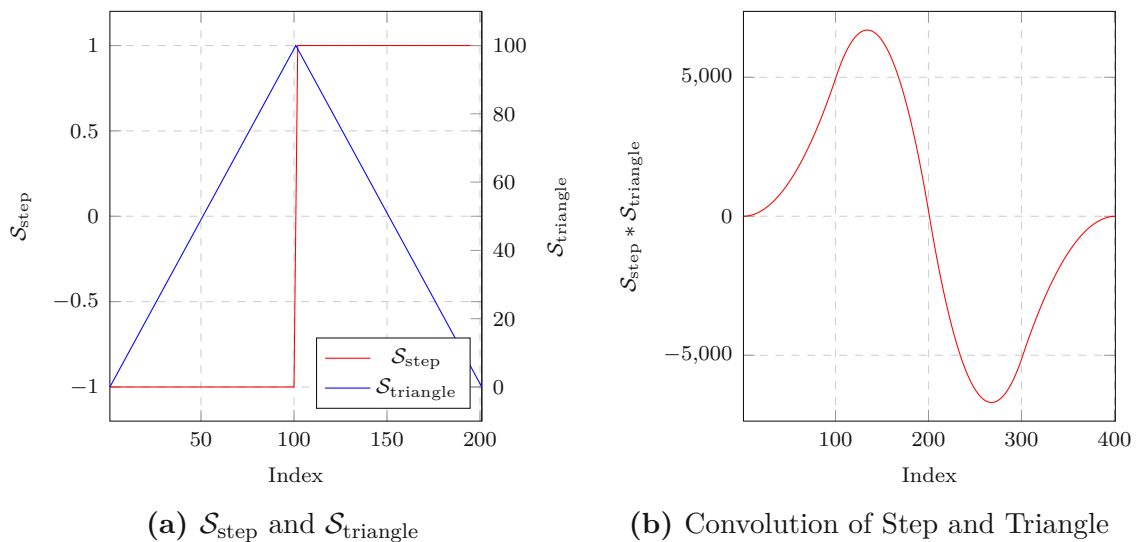 1
0.5
0
−0.5
−1
100
80
60
40
20
0
50
100
150
200
Index
𝒮step
𝒮triangle
𝒮step
𝒮triangle
5,000
0
−5,000
100
200
300
400
Index
𝒮step * 𝒮triangle
(a) 𝒮step and 𝒮triangle
(b) Convolution of Step and Triangle